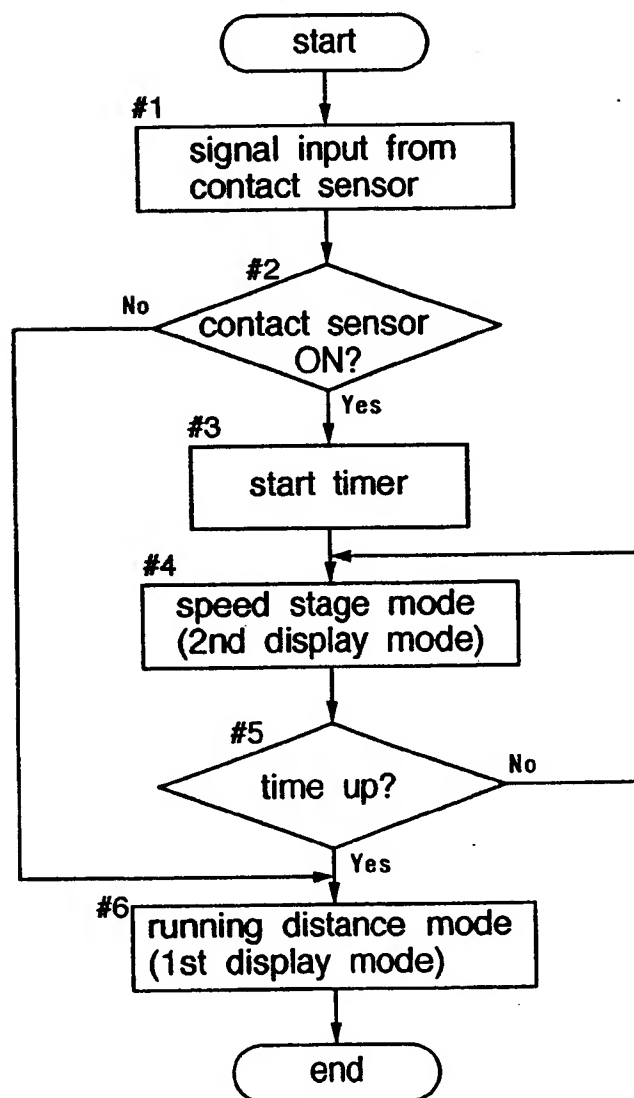 start
#1
signal input from
contact sensor
#2
No
contact sensor
ON?
Yes
#3
start timer
#4
speed stage mode
(2nd display mode)
#5
time up?
No
Yes
#6
running distance mode
(1st display mode)
end